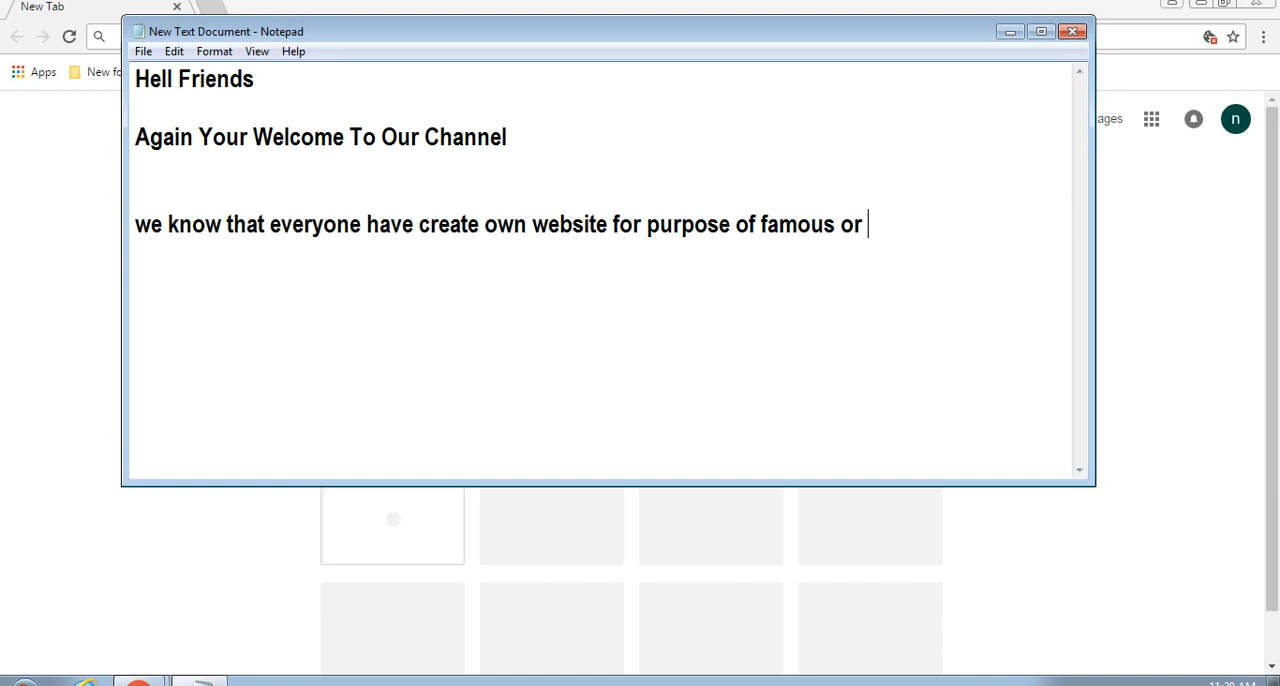 New Tab
New Text Document - Notepad
File Edit Format View Help
Apps
Hell Friends
ages
n
Again Your Welcome To Our Channel
we know that everyone have create own website for purpose of famous or